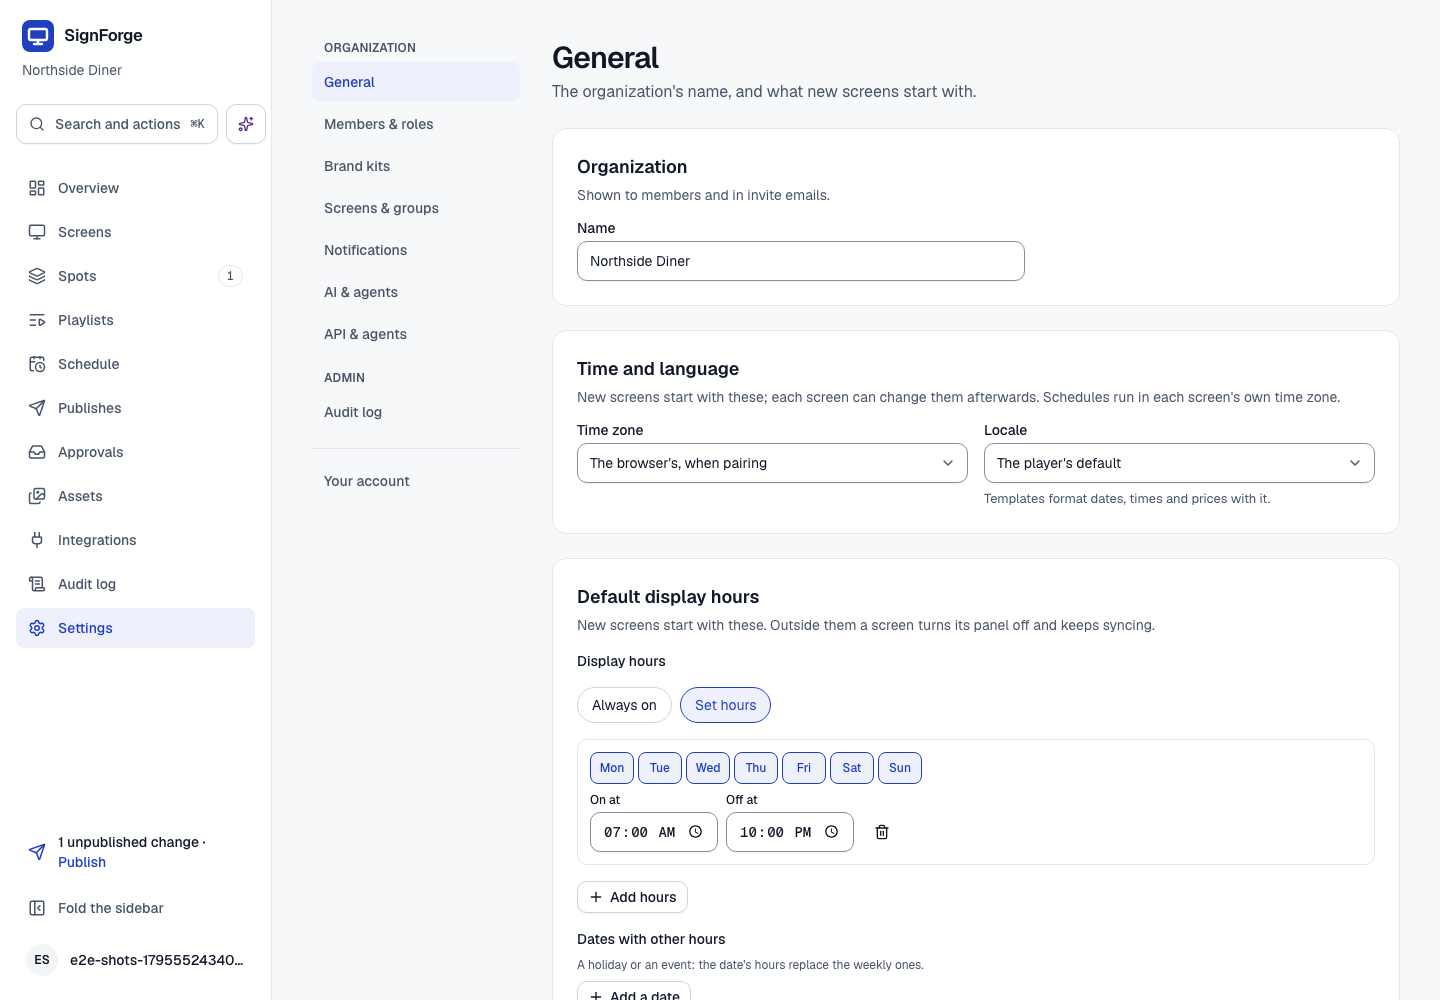 SignForge
Northside Diner
Search and actions ⌘K
Overview
Screens
Spots 1
Playlists
Schedule
Publishes
Approvals
Assets
Integrations
Audit log
Settings
1 unpublished change ·
Publish
Fold the sidebar
ES e2e-shots-17955524340...
ORGANIZATION
General
Members & roles
Brand kits
Screens & groups
Notifications
AI & agents
API & agents
ADMIN
Audit log
Your account
General
The organization's name, and what new screens start with.
Organization
Shown to members and in invite emails.
Name
Northside Diner
Time and language
New screens start with these; each screen can change them afterwards. Schedules run in each screen's own time zone.
Time zone Locale
The browser's, when pairing The player's default
Templates format dates, times and prices with it.
Default display hours
New screens start with these. Outside them a screen turns its panel off and keeps syncing.
Display hours
Always on Set hours
Mon Tue Wed Thu Fri Sat Sun
On at Off at
07:00 AM 10:00 PM
Add hours
Dates with other hours
A holiday or an event: the date's hours replace the weekly ones.
Add a date